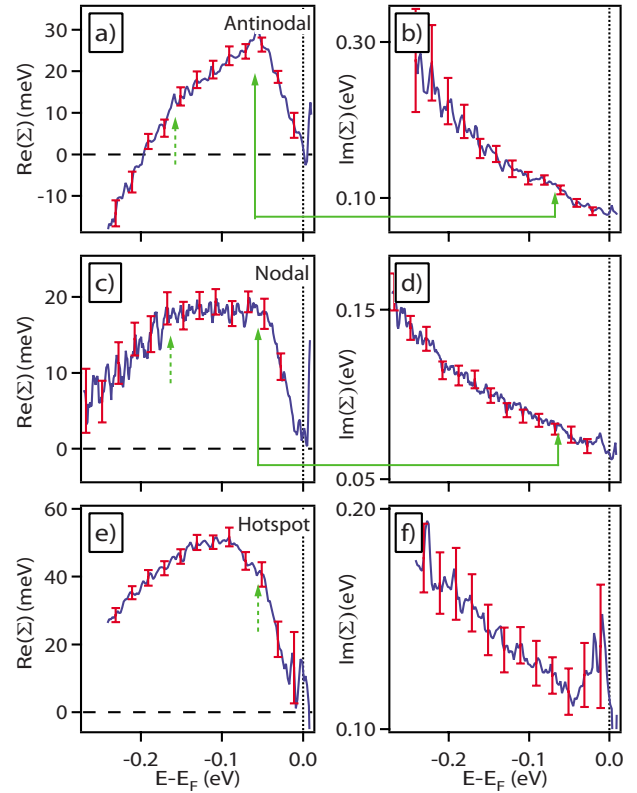 a)
Antinodal
Re(Σ) (meV)
30
20
10
0
-10
b)
Im(Σ) (eV)
0.30
0.10
c)
Nodal
Re(Σ) (meV)
20
10
0
d)
Im(Σ) (eV)
0.15
0.05
e)
Hotspot
Re(Σ) (meV)
60
40
20
0
-0.2
-0.1
0.0
E-E_F (eV)
f)
Im(Σ) (eV)
0.20
0.10
-0.2
-0.1
0.0
E-E_F (eV)